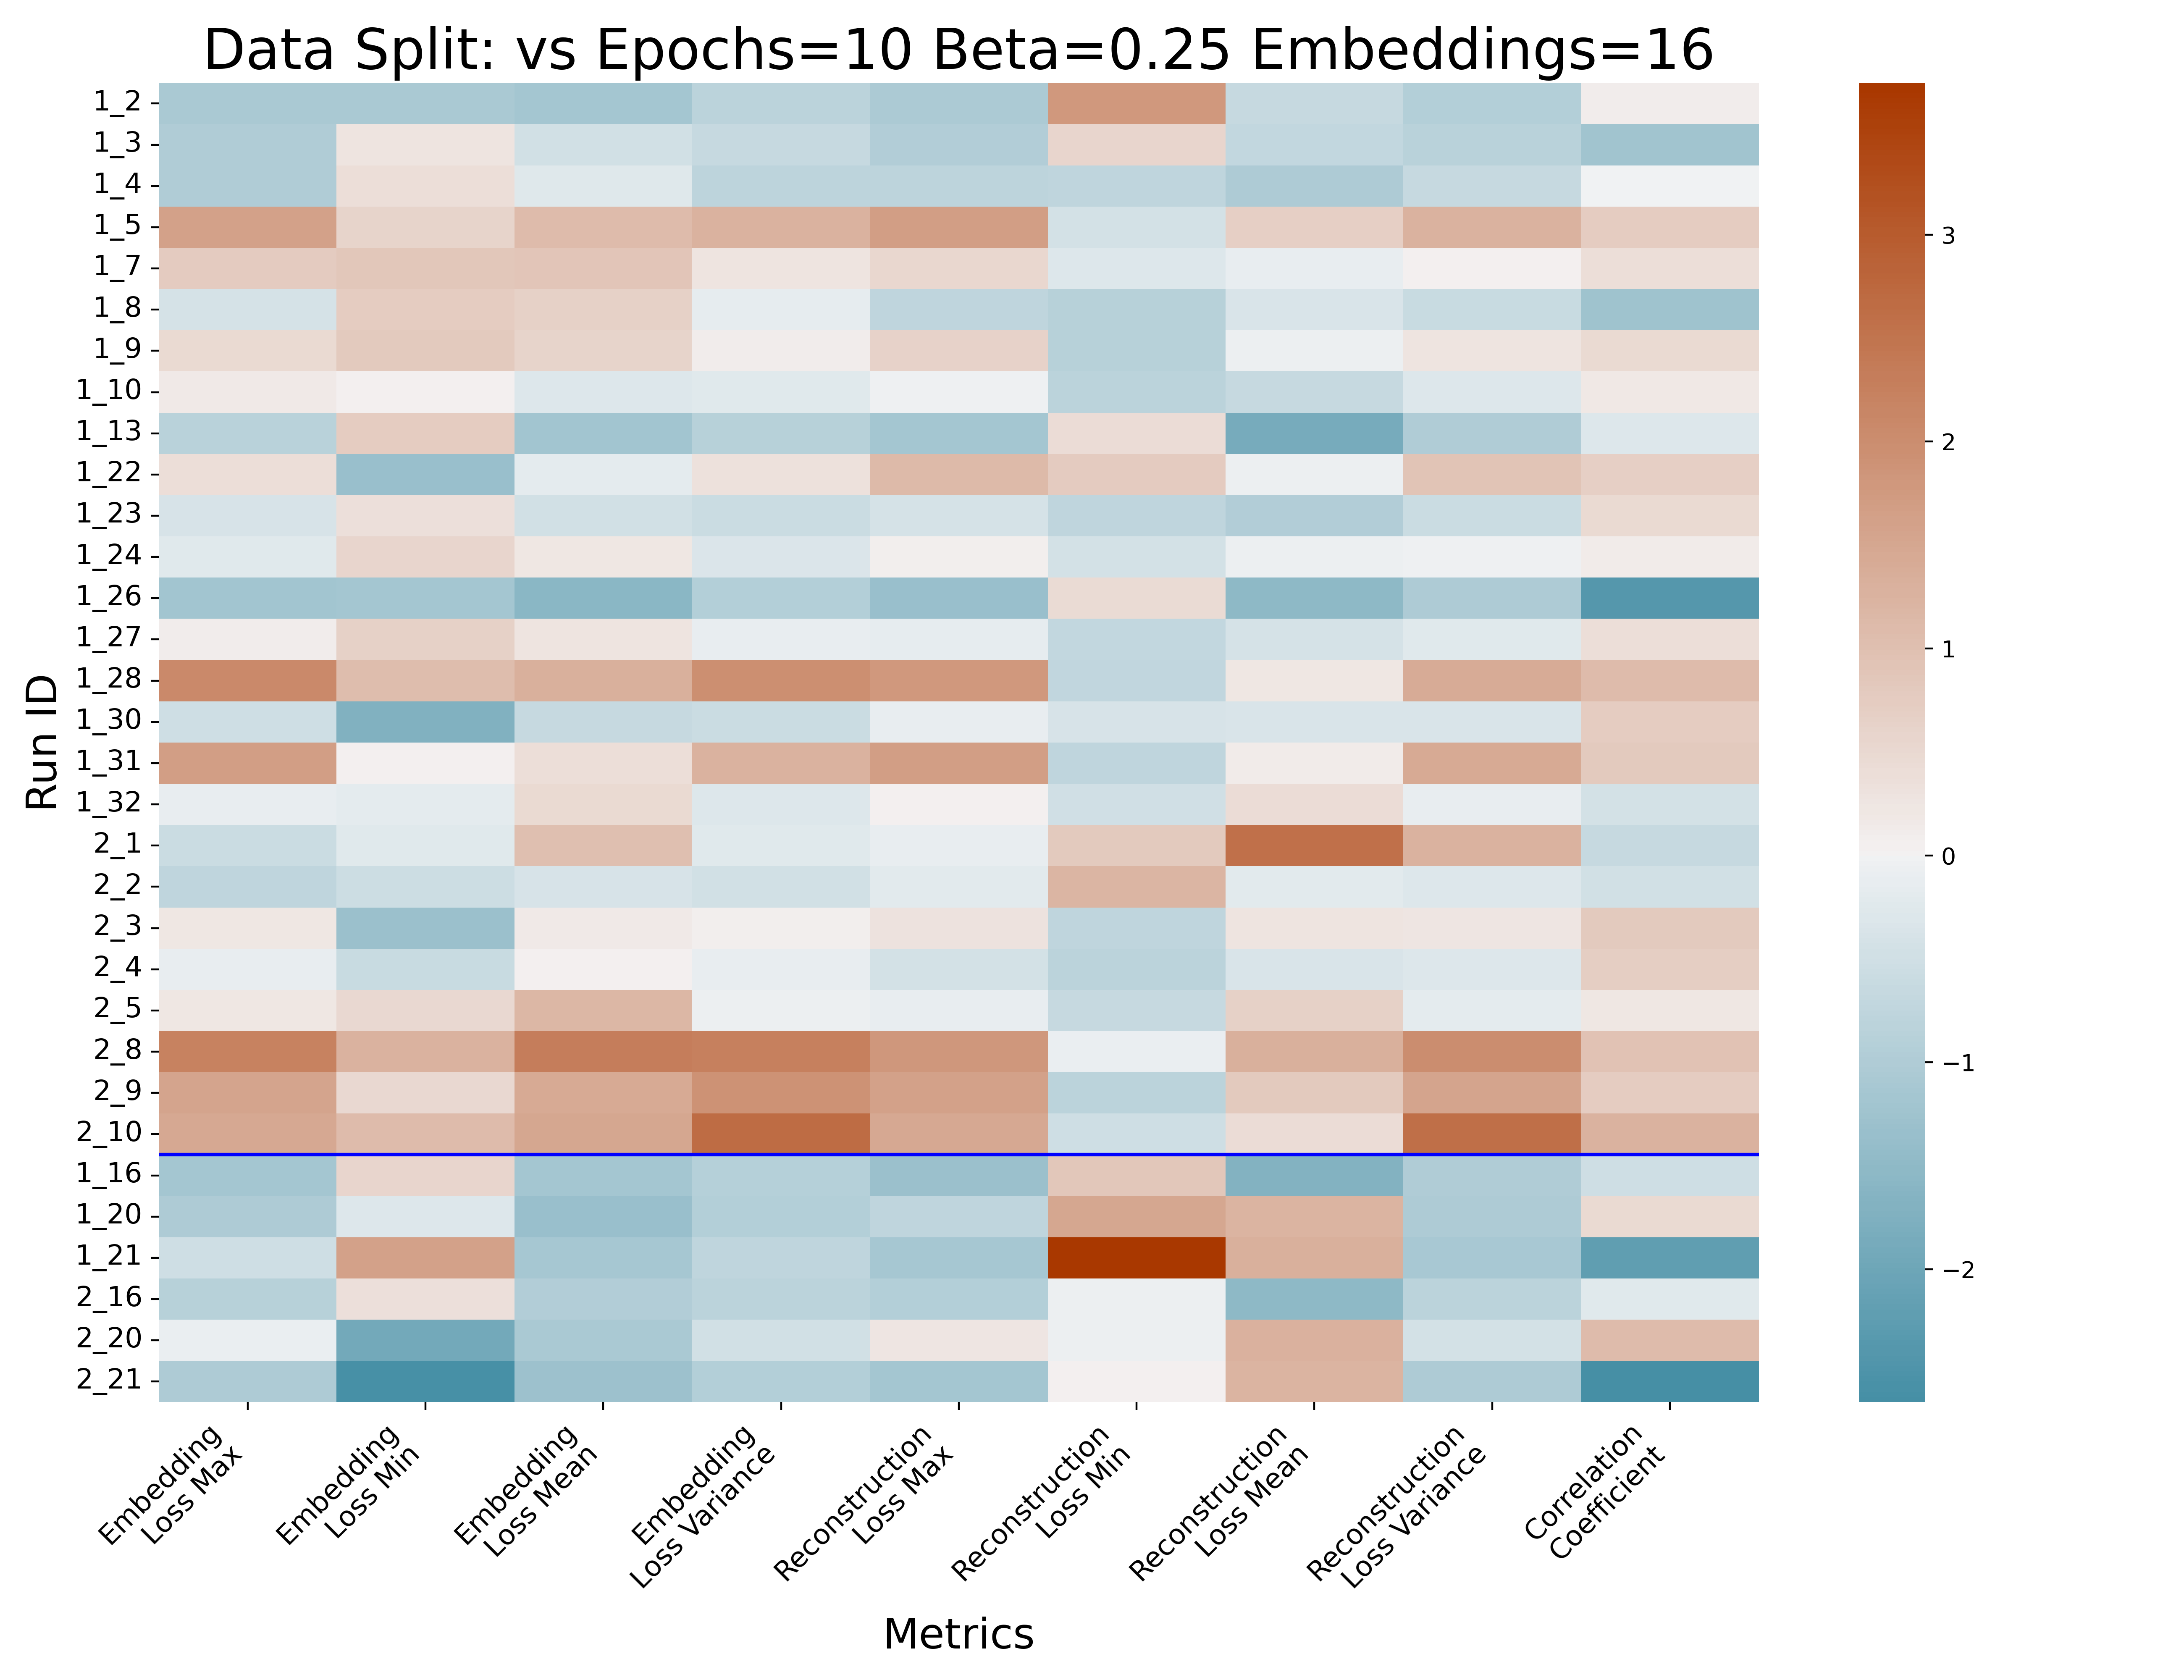 Data Split: vs Epochs=10 Beta=0.25 Embeddings=16
Run ID
1_2
1_3
1_4
1_5
1_7
1_8
1_9
1_10
1_13
1_22
1_23
1_24
1_26
1_27
1_28
1_30
1_31
1_32
2_1
2_2
2_3
2_4
2_5
2_8
2_9
2_10
1_16
1_20
1_21
2_16
2_20
2_21
Embedding
Loss Max
Embedding
Loss Min
Embedding
Loss Mean
Embedding
Loss Variance
Reconstruction
Loss Max
Reconstruction
Loss Min
Reconstruction
Loss Mean
Reconstruction
Loss Variance
Correlation
Coefficient
Metrics
3
2
1
0
−1
−2